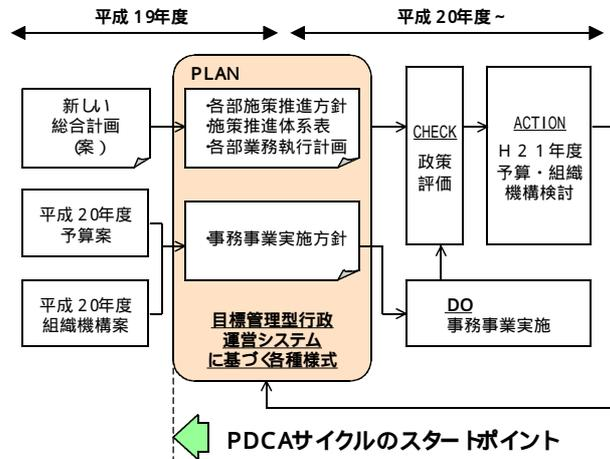 平成19年度
平成20年度~
PLAN
新しい
総合計画
(案)
・各部施策推進方針
・施策推進体系表
・各部業務執行計画
CHECK
政策
評価
ACTION
H21年度
予算・組織
機構検討
平成20年度
予算案
・事務事業実施方針
平成20年度
組織機構案
DO
事務事業実施
目標管理型行政
運営システム
に基づく各種様式
PDCAサイクルのスタートポイント